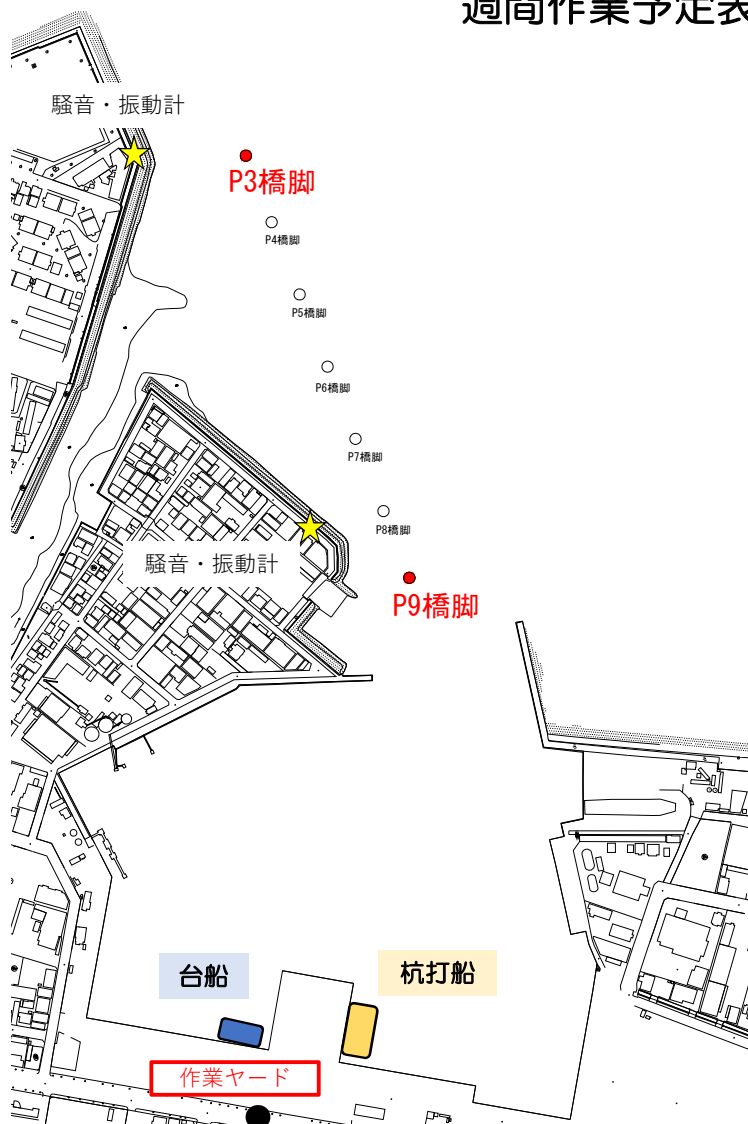 週間作業予定表
騒音・振動計
P3橋脚
P4橋脚
P5橋脚
P6橋脚
P7橋脚
P8橋脚
騒音・振動計
P9橋脚
台船
杭打船
作業ヤード